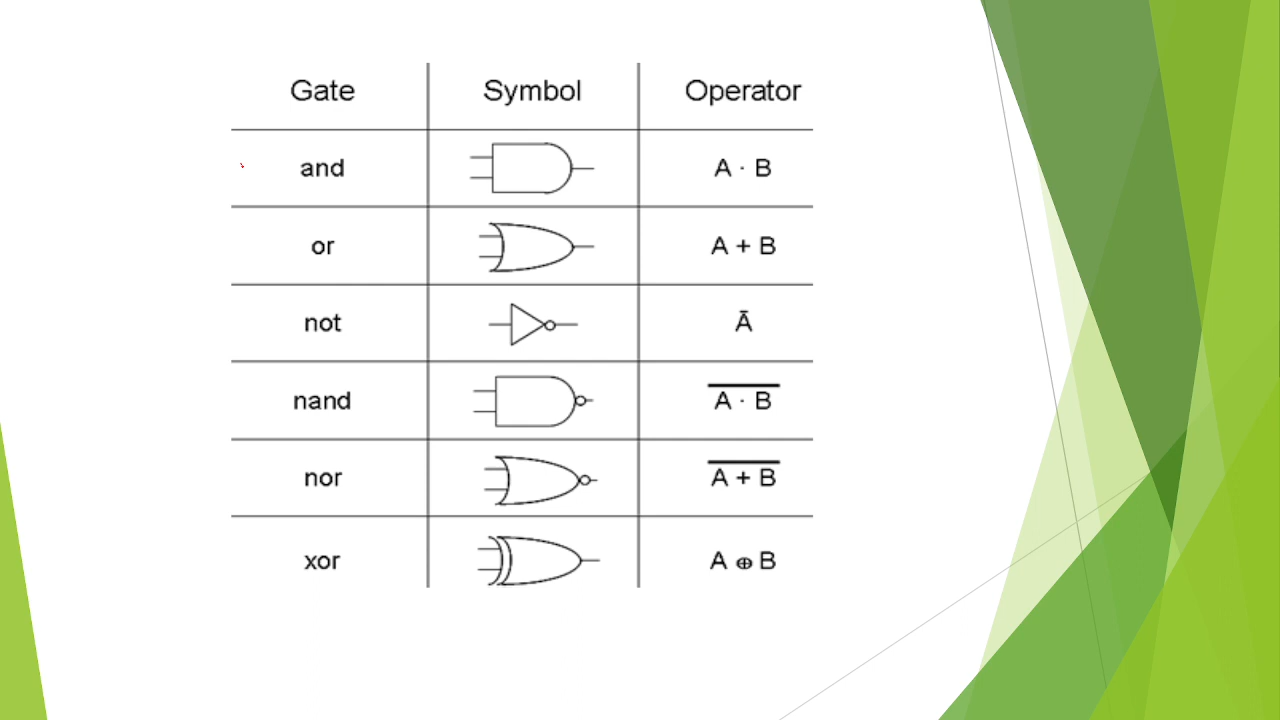 Gate Symbol Operator
and A · B
or A + B
not Ā
nand A̅ ̅·̅ ̅B̅
nor A̅ ̅+̅ ̅B̅
xor A ⊕ B